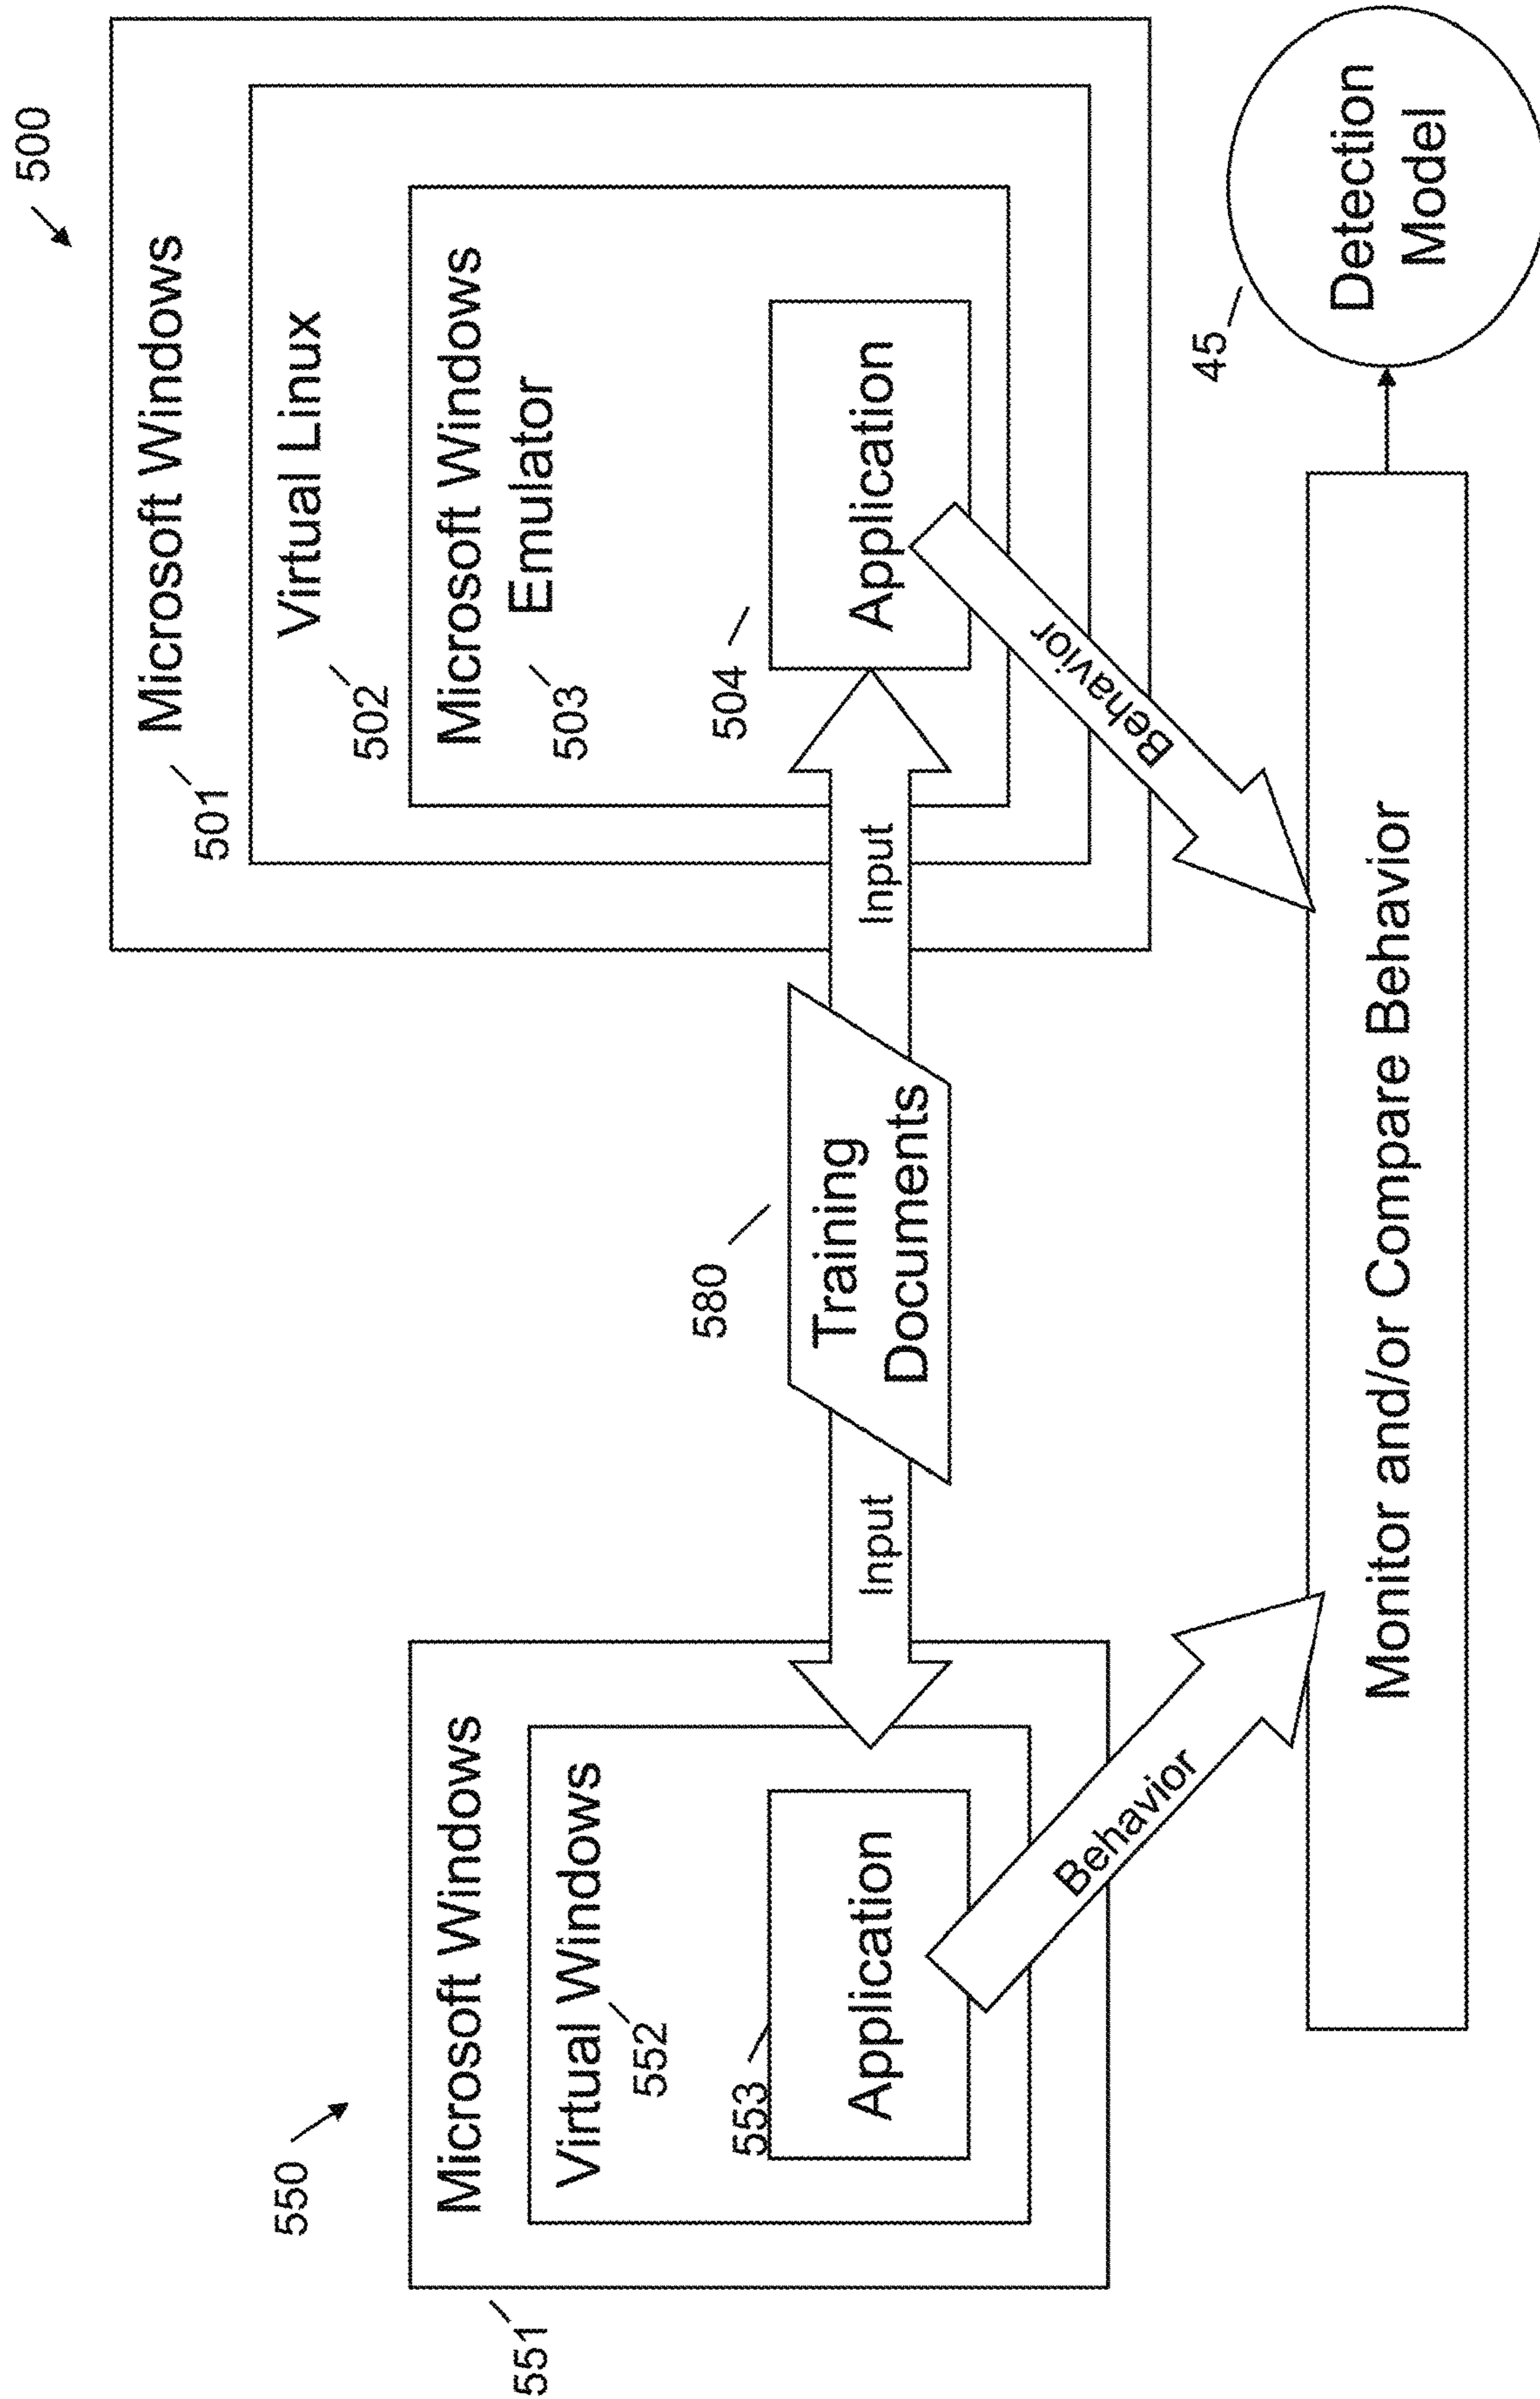 550
551
Microsoft Windows
Virtual Windows
552
553
Application
Input
Behavior
580
Training
Documents
500
Microsoft Windows
501
Virtual Linux
502
Microsoft Windows
Emulator
503
504
Application
Input
Behavior
Monitor and/or Compare Behavior
45
Detection
Model